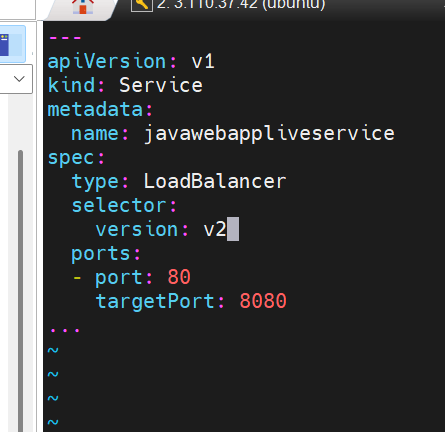 2. 3.110.37.42 (ubuntu)
---
apiVersion: v1
kind: Service
metadata:
  name: javawebappliveservice
spec:
  type: LoadBalancer
  selector:
    version: v2
  ports:
  - port: 80
    targetPort: 8080
...
~
~
~
~